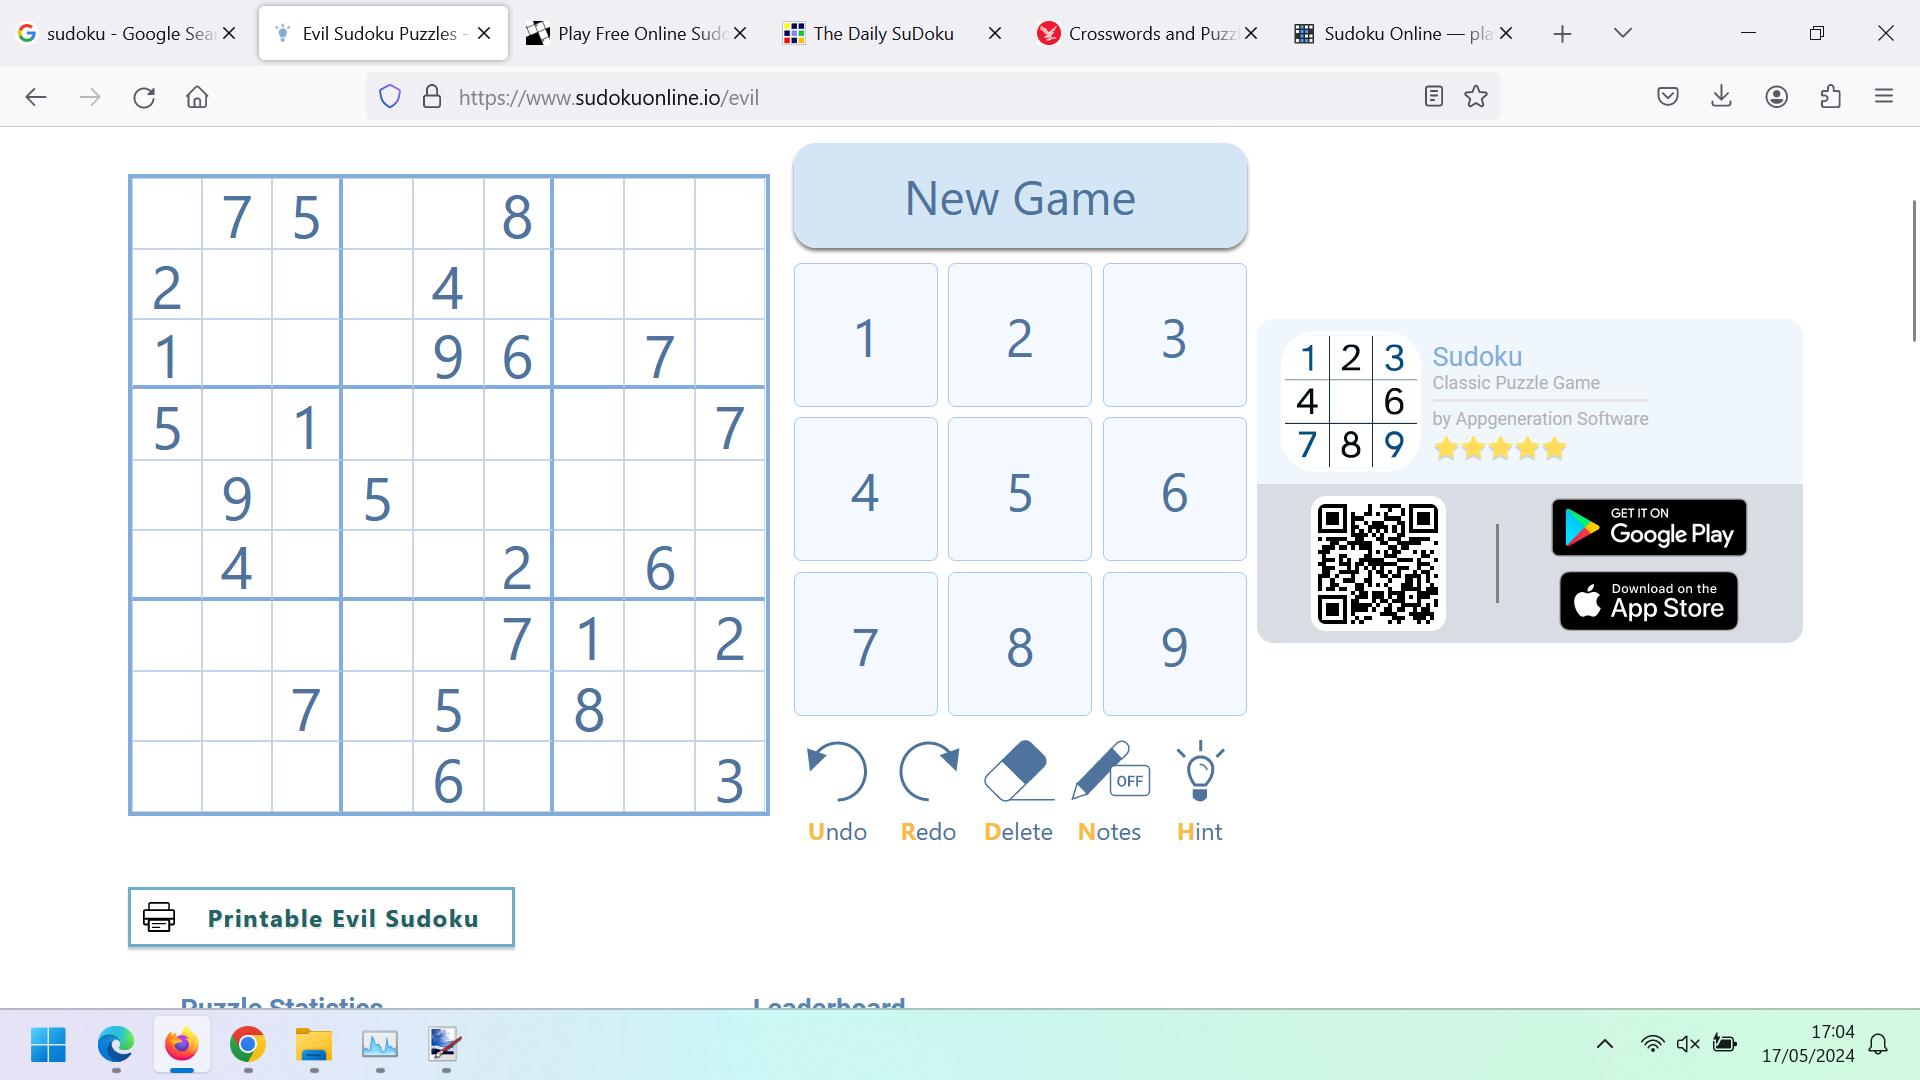 sudoku - Google Sear
Evil Sudoku Puzzles -
Play Free Online Sudo
The Daily SuDoku
Crosswords and Puzzl
Sudoku Online — pla
https://www.sudokuonline.io/evil
7 5 8
2 4
1 9 6 7
5 1 7
9 5
4 2 6
7 1 2
7 5 8
6 3
New Game
1 2 3
4 5 6
7 8 9
OFF
Undo Redo Delete Notes Hint
1 2 3
4 6
7 8 9
Sudoku
Classic Puzzle Game
by Appgeneration Software
GET IT ON
Google Play
Download on the
App Store
Printable Evil Sudoku
Puzzle Statistics
Leaderboard
17:04
17/05/2024